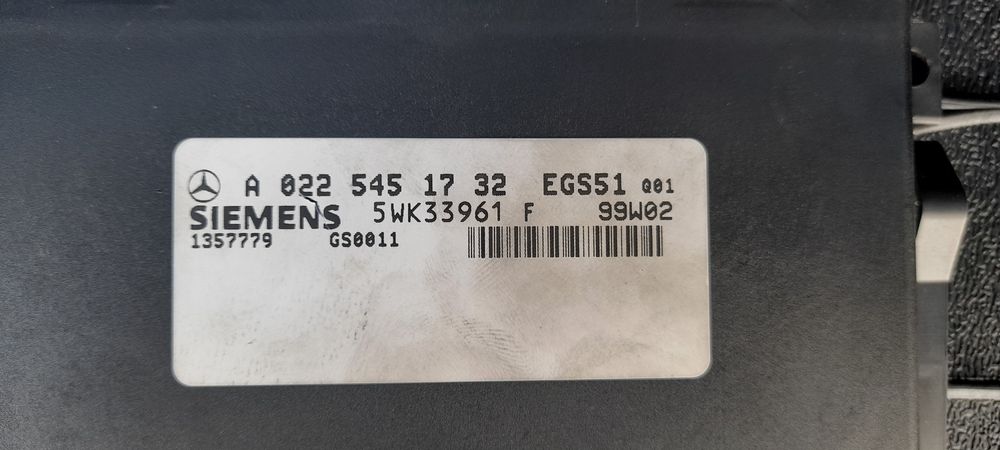 A 022 545 17 32 EGS51 Q01
SIEMENS 5WK33961 F 99W02
1357779 GS0011